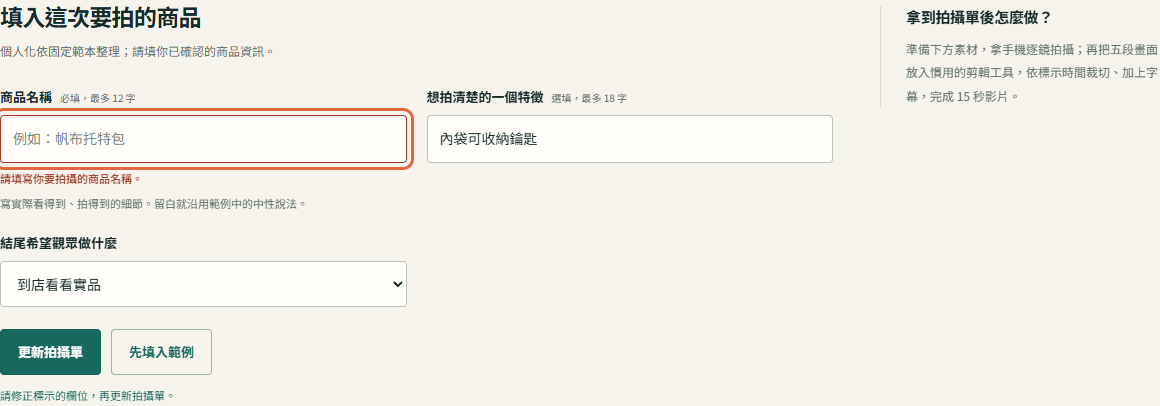 填入這次要拍的商品
個人化依固定範本整理；請填你已確認的商品資訊。
商品名稱 必填，最多 12 字
例如：帆布托特包
請填寫你要拍攝的商品名稱。
想拍清楚的一個特徵 選填，最多 18 字
內袋可收納鑰匙
寫實際看得到、拍得到的細節。留白就沿用範例中的中性說法。
結尾希望觀眾做什麼
到店看看實品
更新拍攝單
先填入範例
請修正標示的欄位，再更新拍攝單。
拿到拍攝單後怎麼做？
準備下方素材，拿手機逐鏡拍攝；再把五段畫面
放入慣用的剪輯工具，依標示時間裁切、加上字
幕，完成 15 秒影片。